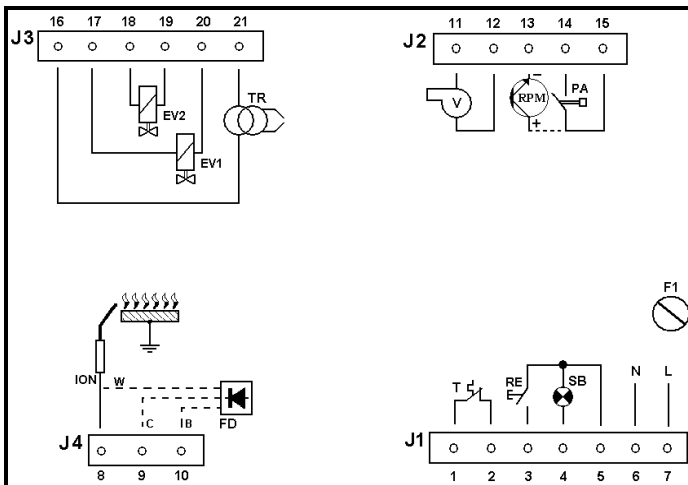 16 17 18 19 20 21
J3
TR
EV2
EV1
11 12 13 14 15
J2
V
−
RPM
PA
+
ION
W
C
B
FD
J4
8 9 10
F1
N L
T
RE
SB
J1
1 2 3 4 5 6 7